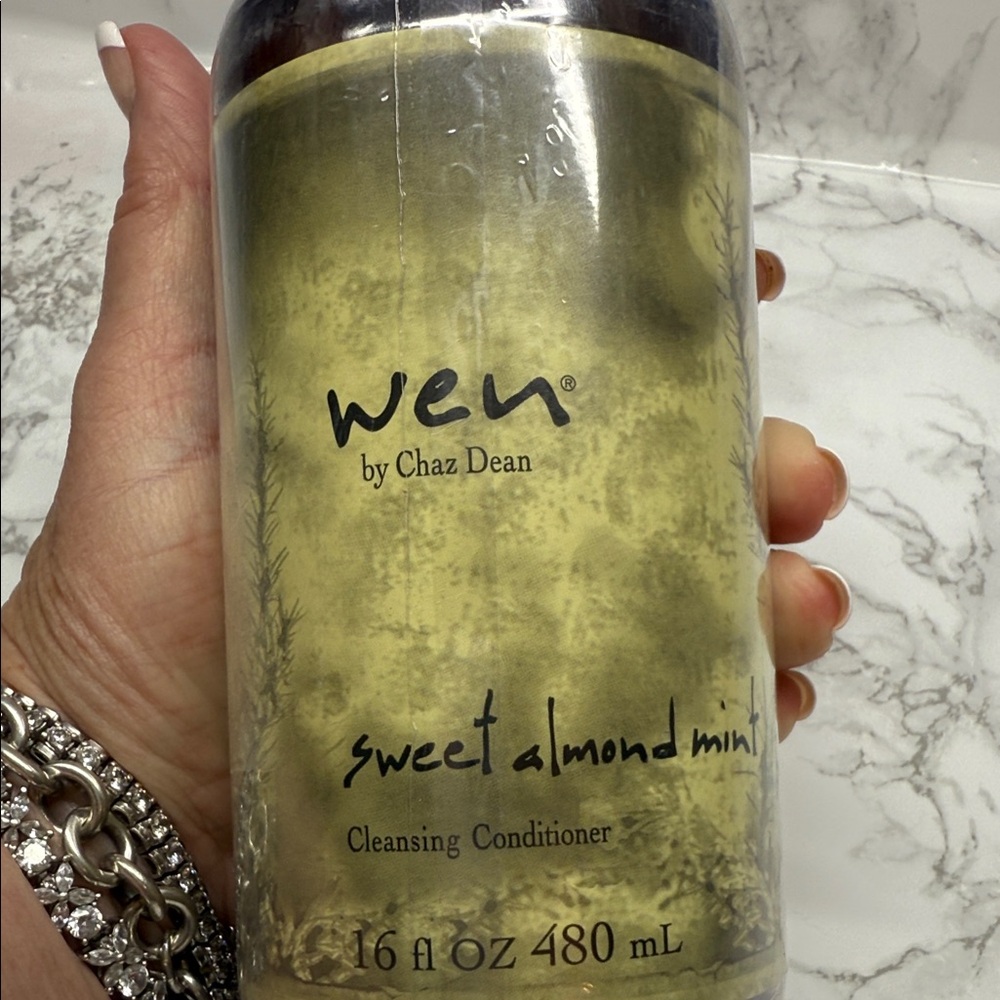 wen®
by Chaz Dean
sweet almond mint
Cleansing Conditioner
16 fl oz 480 mL